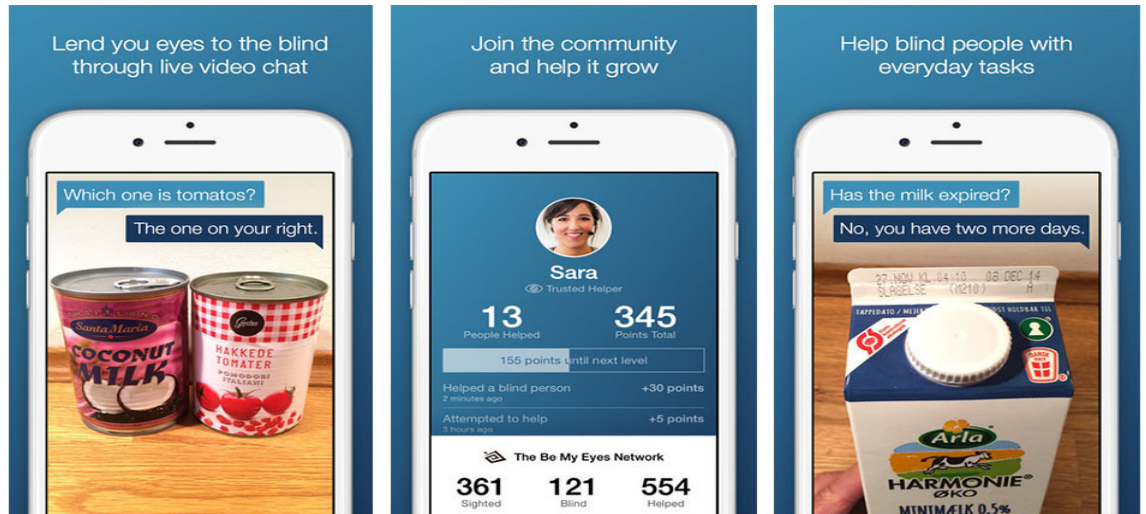 Lend you eyes to the blind
through live video chat
Which one is tomatos?
The one on your right.
THAILAND
Santa Maria
COCONUT
MILK
Gestus
HAKKEDE
TOMATER
POMODORI
ITALIANI
Join the community
and help it grow
Sara
Trusted Helper
13
People Helped
345
Points Total
155 points until next level
Helped a blind person
+30 points
2 minutes ago
Attempted to help
+5 points
3 hours ago
The Be My Eyes Network
361
Sighted
121
Blind
554
Helped
Help blind people with
everyday tasks
Has the milk expired?
No, you have two more days.
27 NOV KL.04:10 08 DEC 14
SLAGELSE (M210) A
Arla
HARMONIE®
ØKO
MINIMÆLK 0,5%